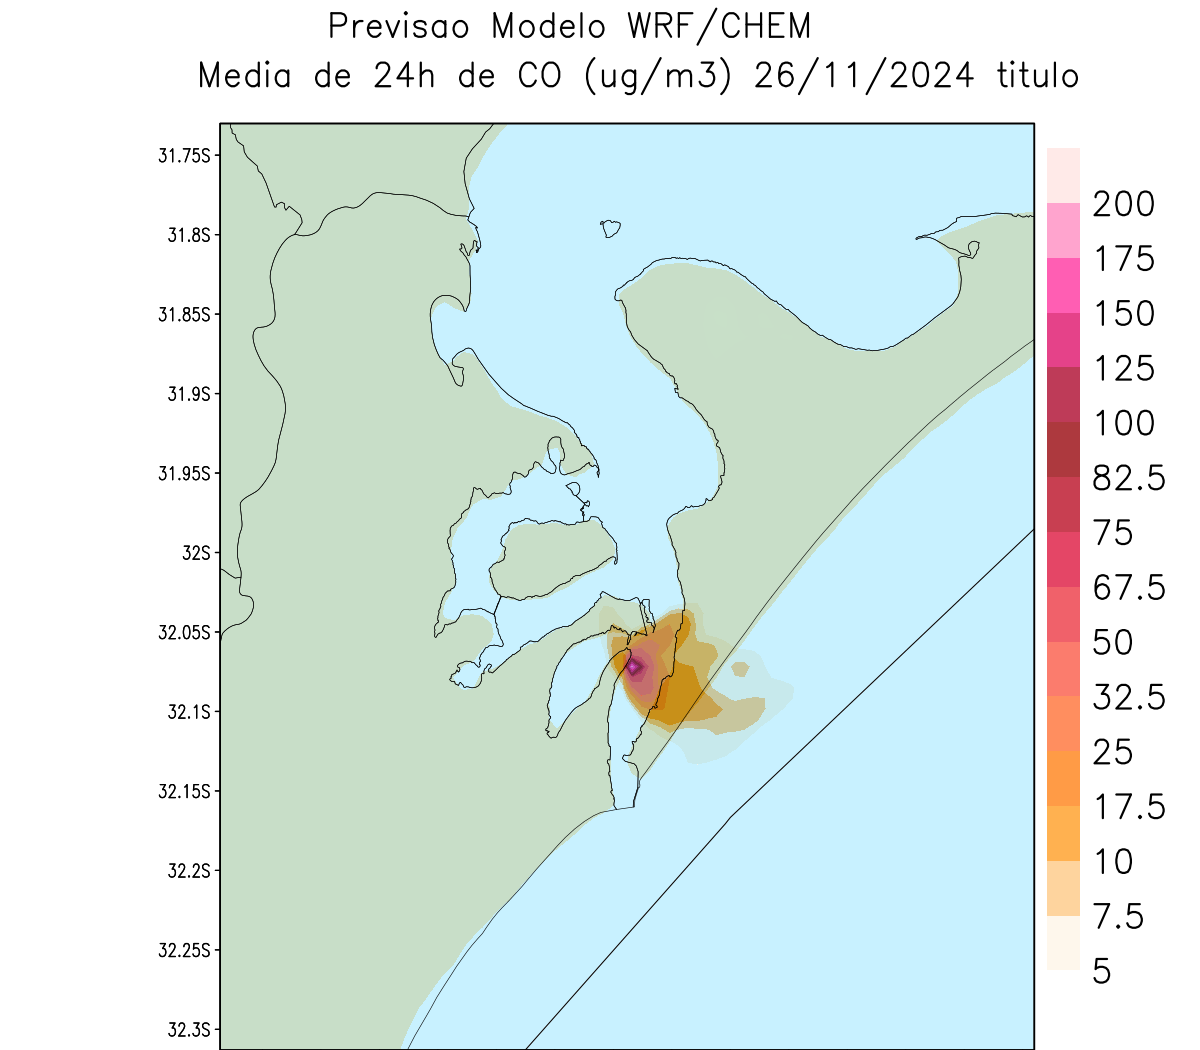 Previsao Modelo WRF/CHEM
Media de 24h de CO (ug/m3) 26/11/2024 titulo
31.75S
31.8S
31.85S
31.9S
31.95S
32S
32.05S
32.1S
32.15S
32.2S
32.25S
32.3S
200
175
150
125
100
82.5
75
67.5
50
32.5
25
17.5
10
7.5
5